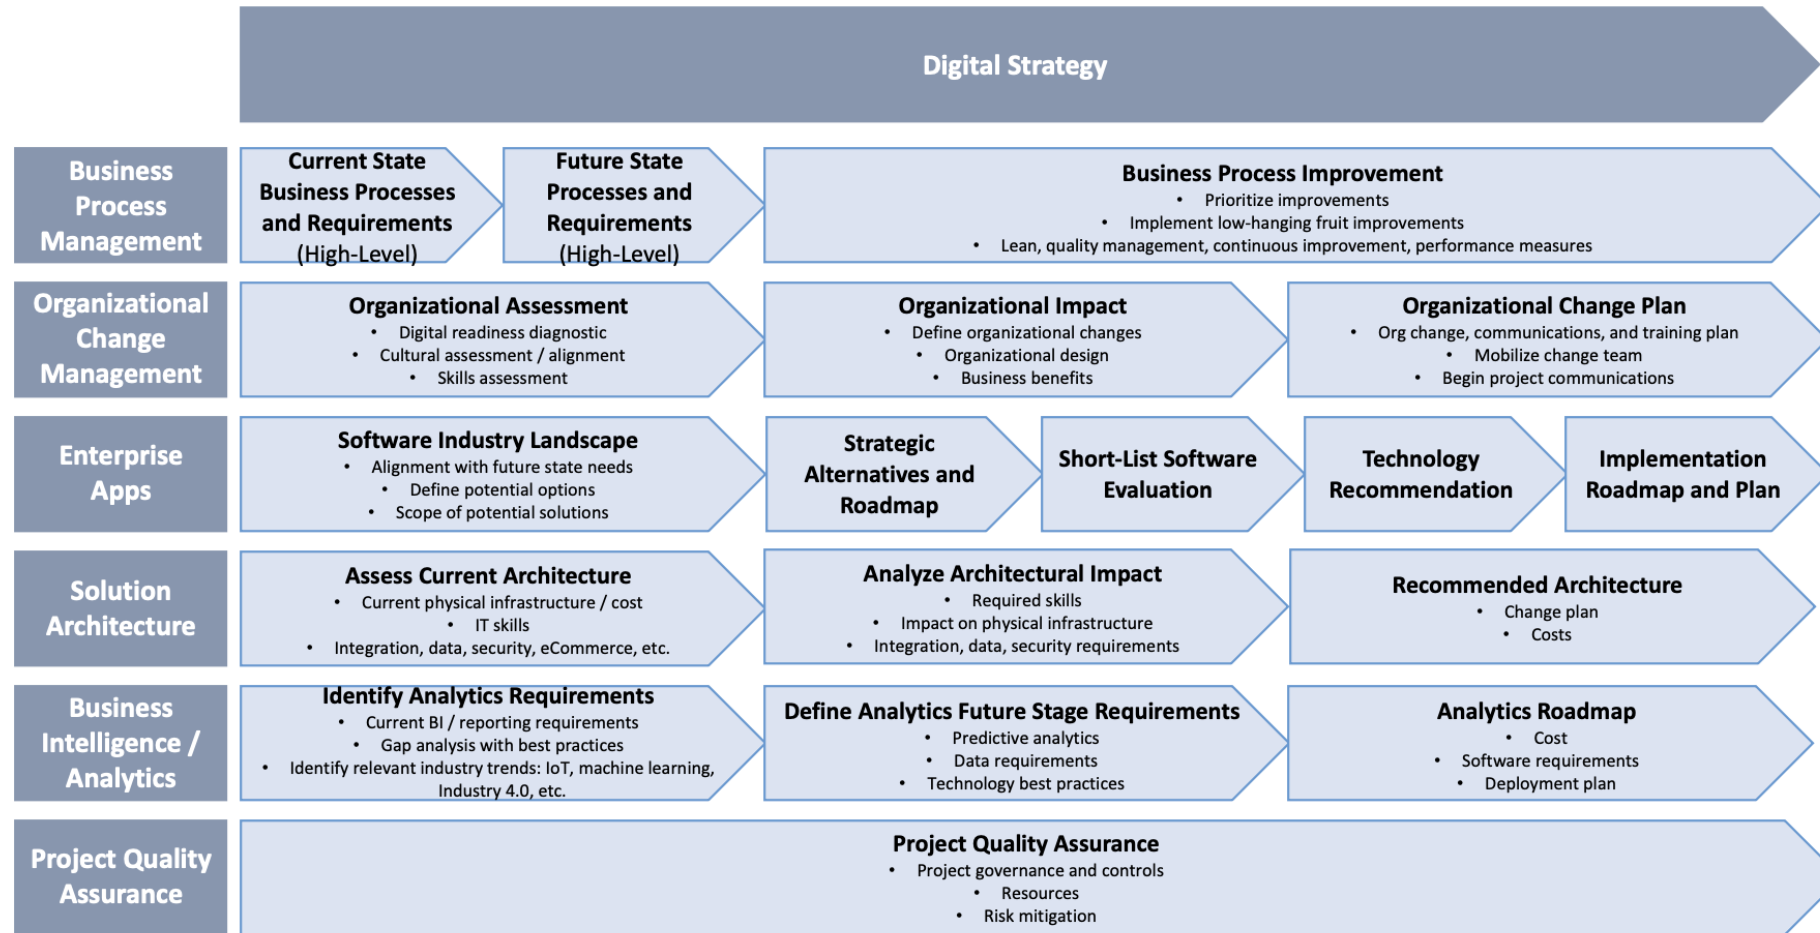 Digital Strategy
Business
Process
Management
Current State
Business Processes
and Requirements
(High-Level)
Future State
Processes and
Requirements
(High-Level)
Business Process Improvement
• Prioritize improvements
• Implement low-hanging fruit improvements
• Lean, quality management, continuous improvement, performance measures
Organizational
Change
Management
Organizational Assessment
• Digital readiness diagnostic
• Cultural assessment / alignment
• Skills assessment
Organizational Impact
• Define organizational changes
• Organizational design
• Business benefits
Organizational Change Plan
• Org change, communications, and training plan
• Mobilize change team
• Begin project communications
Enterprise
Apps
Software Industry Landscape
• Alignment with future state needs
• Define potential options
• Scope of potential solutions
Strategic
Alternatives and
Roadmap
Short-List Software
Evaluation
Technology
Recommendation
Implementation
Roadmap and Plan
Solution
Architecture
Assess Current Architecture
• Current physical infrastructure / cost
• IT skills
• Integration, data, security, eCommerce, etc.
Analyze Architectural Impact
• Required skills
• Impact on physical infrastructure
• Integration, data, security requirements
Recommended Architecture
• Change plan
• Costs
Business
Intelligence /
Analytics
Identify Analytics Requirements
• Current BI / reporting requirements
• Gap analysis with best practices
• Identify relevant industry trends: IoT, machine learning,
Industry 4.0, etc.
Define Analytics Future Stage Requirements
• Predictive analytics
• Data requirements
• Technology best practices
Analytics Roadmap
• Cost
• Software requirements
• Deployment plan
Project Quality
Assurance
Project Quality Assurance
• Project governance and controls
• Resources
• Risk mitigation